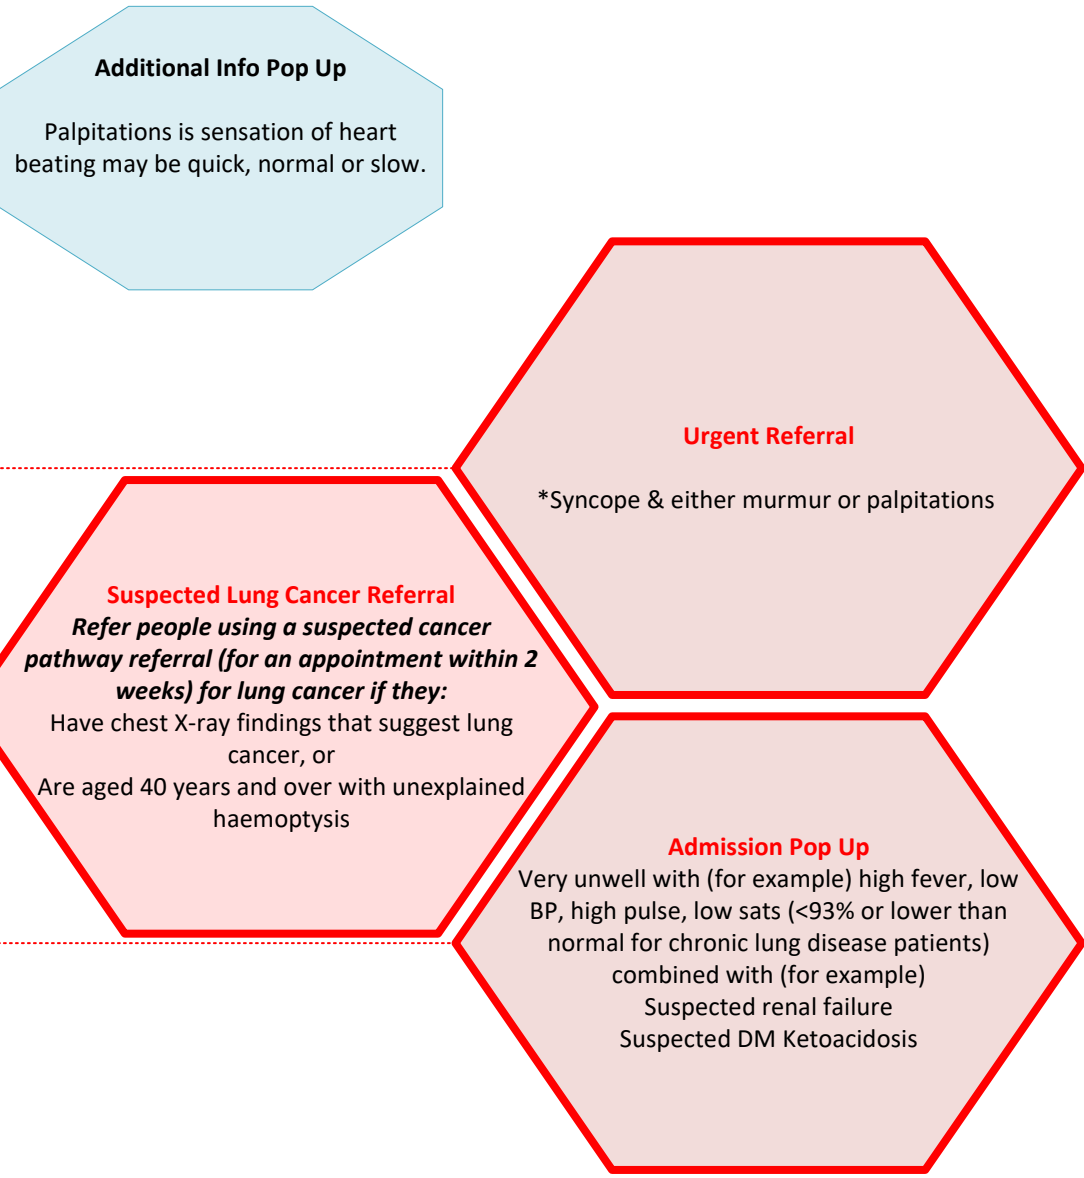 Additional Info Pop Up
Palpitations is sensation of heart
beating may be quick, normal or slow.
Urgent Referral
*Syncope & either murmur or palpitations
Suspected Lung Cancer Referral
Refer people using a suspected cancer
pathway referral (for an appointment within 2
weeks) for lung cancer if they:
Have chest X-ray findings that suggest lung
cancer, or
Are aged 40 years and over with unexplained
haemoptysis
Admission Pop Up
Very unwell with (for example) high fever, low
BP, high pulse, low sats (<93% or lower than
normal for chronic lung disease patients)
combined with (for example)
Suspected renal failure
Suspected DM Ketoacidosis